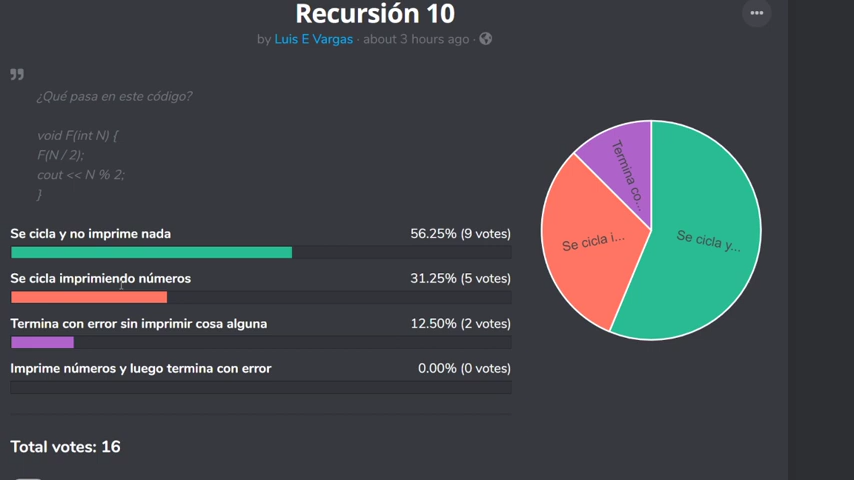 Recursión 10
by Luis E Vargas · about 3 hours ago ·
¿Qué pasa en este código?
void F(int N) {
F(N / 2);
cout << N % 2;
}
Se cicla y no imprime nada 56.25% (9 votes)
Se cicla imprimiendo números 31.25% (5 votes)
Termina con error sin imprimir cosa alguna 12.50% (2 votes)
Imprime números y luego termina con error 0.00% (0 votes)
Total votes: 16
Termina co...
Se cicla i...
Se cicla y...